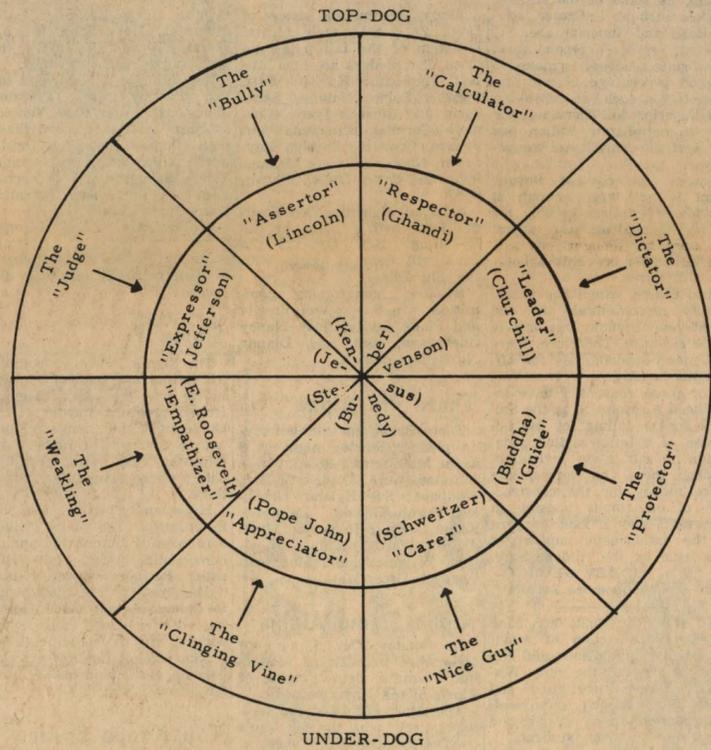 TOP-DOG
The
"Bully"
The
"Calculator"
The
"Judge"
"Assertor"
(Lincoln)
"Respector"
(Ghandi)
The
"Dictator"
"Expressor"
(Jefferson)
"Leader"
(Churchill)
(Ken-
ber)
(Je-
venson)
(Ste-
sus)
(Bu-
nedy)
The
"Weakling"
(E. Roosevelt)
"Empathizer"
(Buddha)
"Guide"
The
"Protector"
(Pope John)
"Appreciator"
(Schweitzer)
"Carer"
The
"Clinging Vine"
The
"Nice Guy"
UNDER-DOG